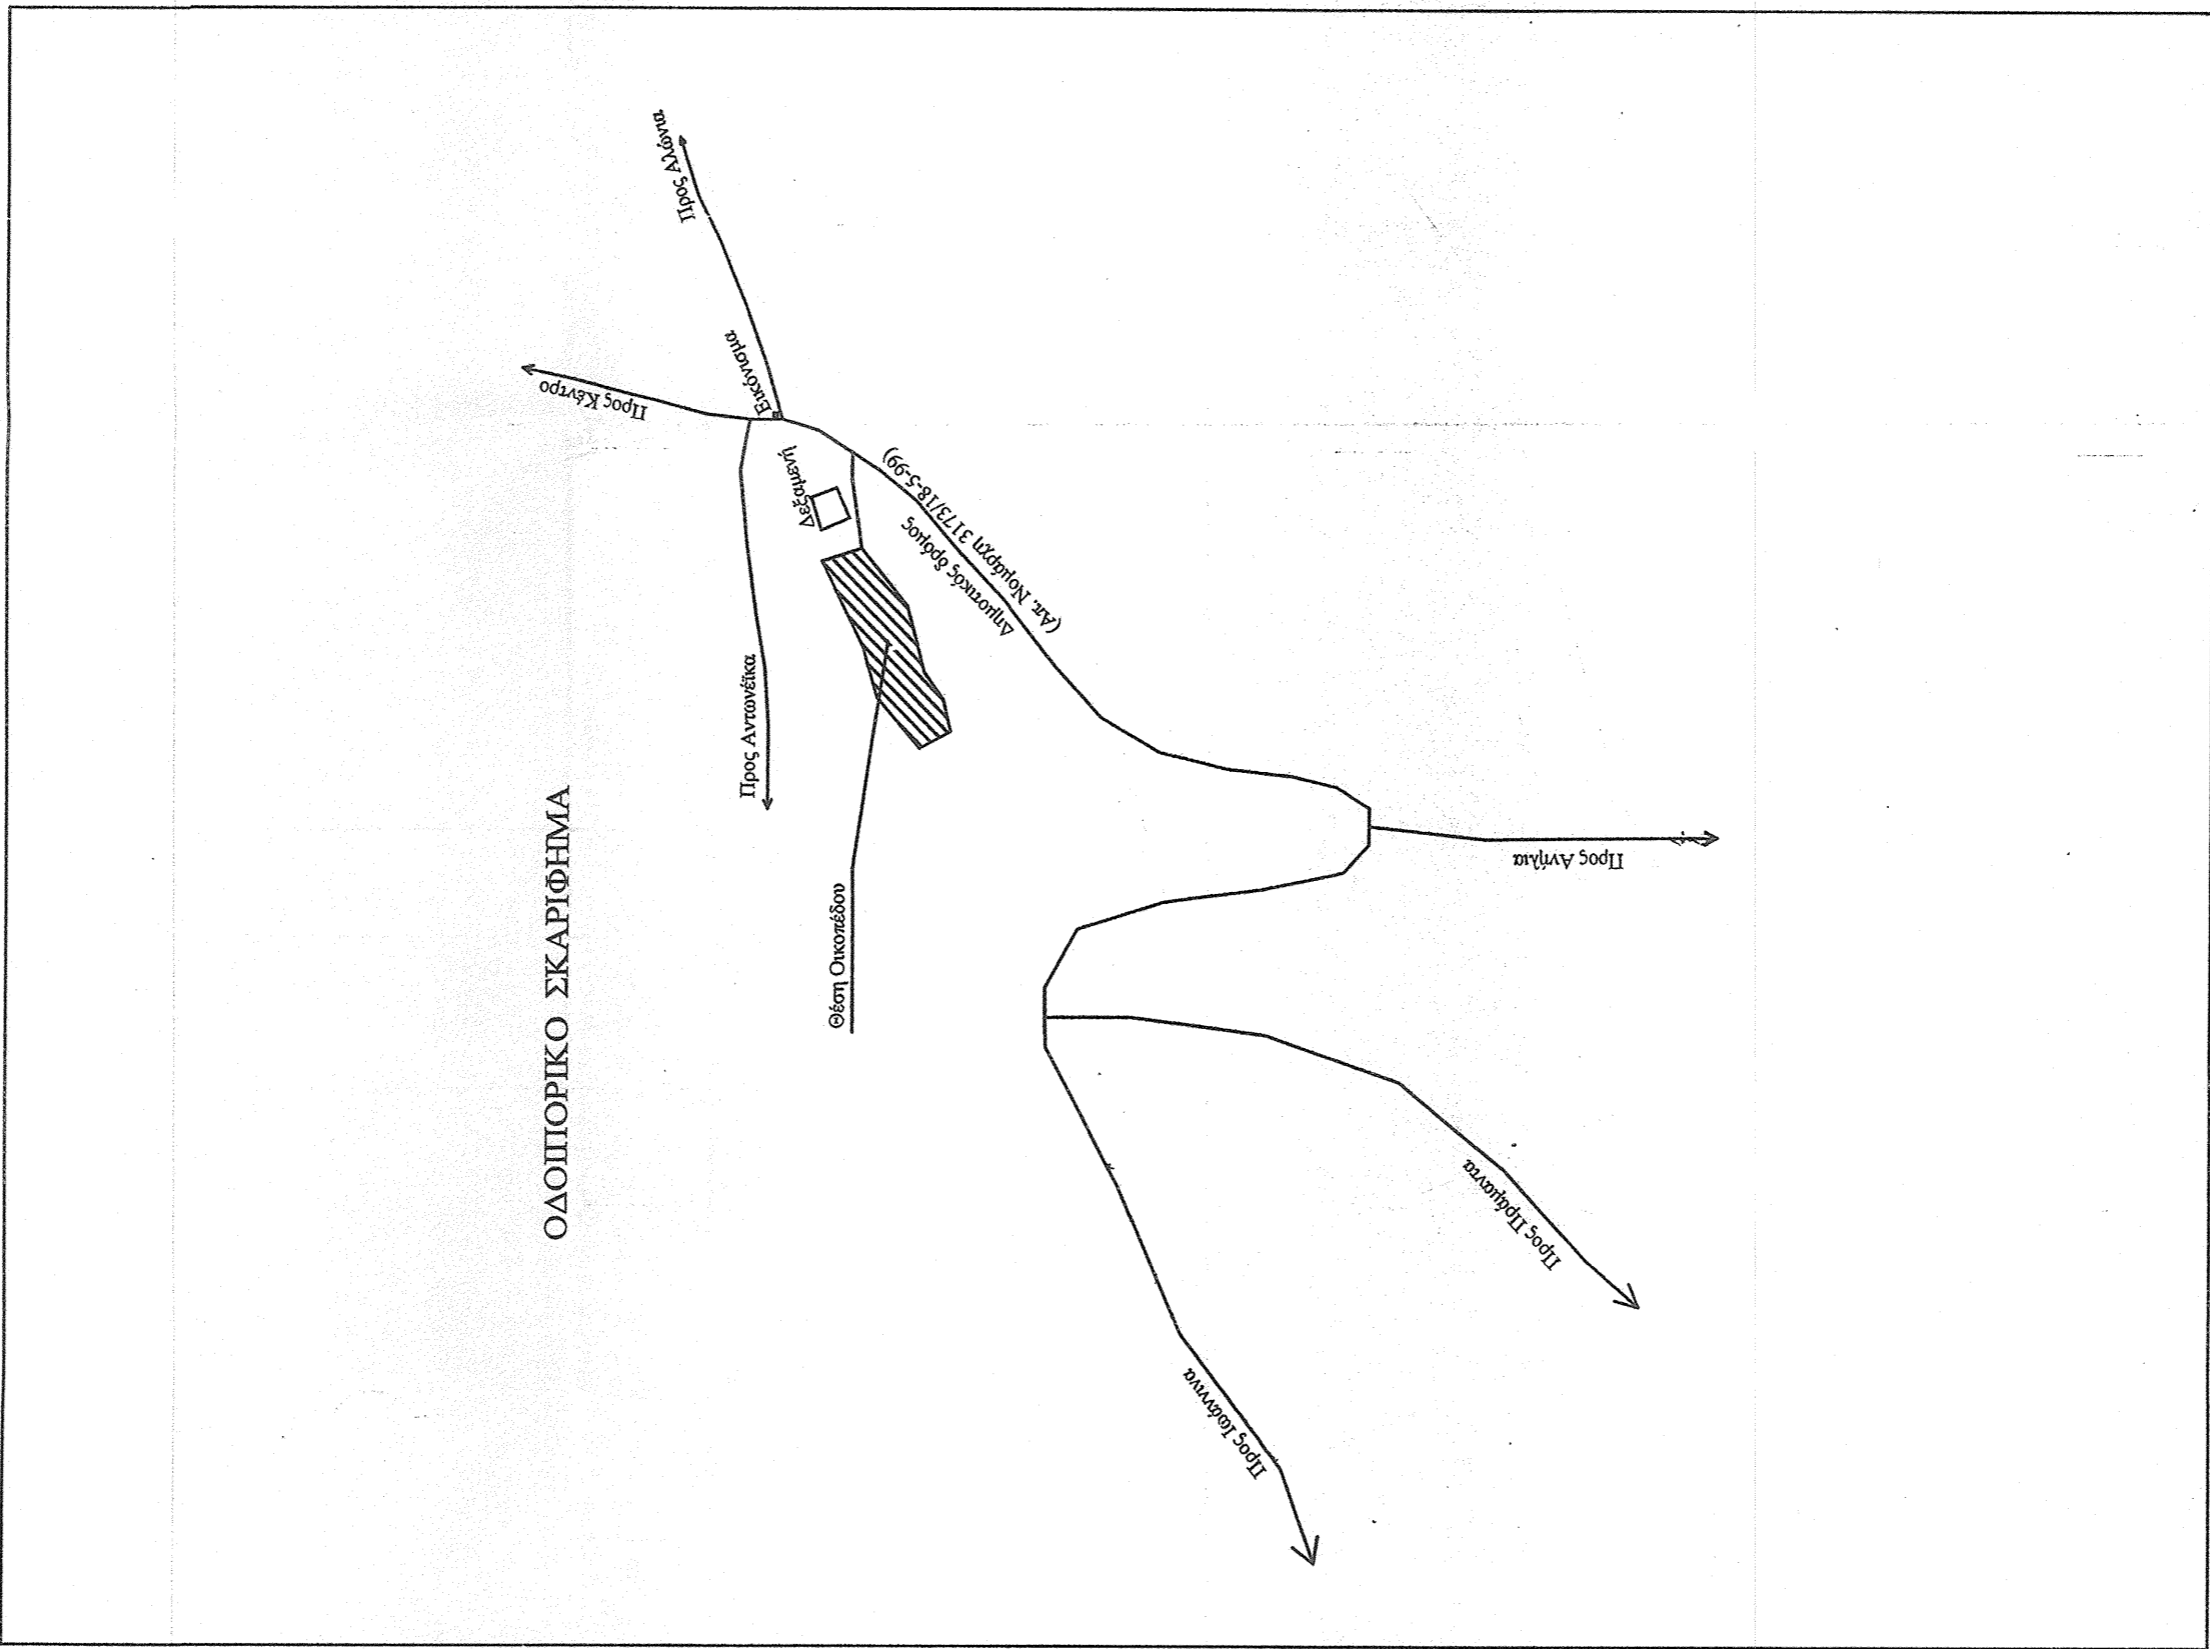 ΟΔΟΙΠΟΡΙΚΟ ΣΚΑΡΙΦΗΜΑ
Προς Αλώνια
Προς Κέντρο
Εικόνισμα
Δεξαμενή
Προς Αντωνέϊκα
Θέση Οικοπέδου
Δημοτικός δρόμος
(Απ. Νομάρχη 3173/18-5-99)
Προς Ανήλια
Προς Πράμαντα
Προς Ιωάννινα